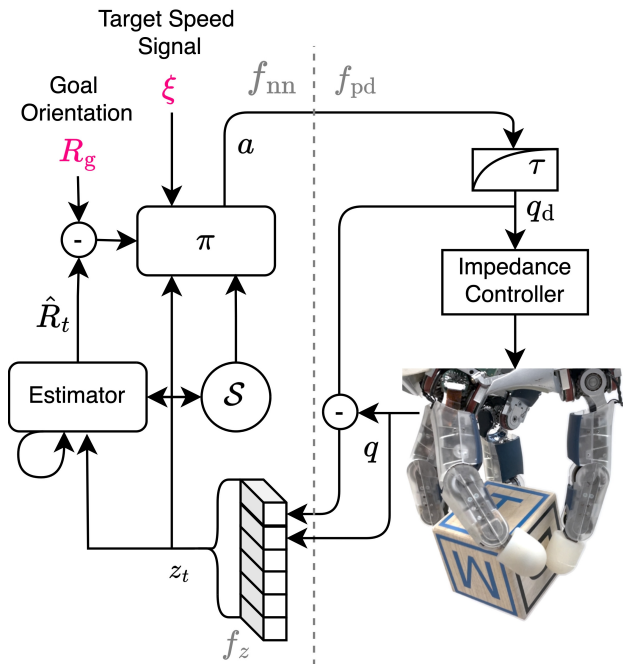 Target Speed
Signal
ξ
Goal
Orientation
R_g
f_nn
f_pd
a
τ
-
π
q_d
Impedance
Controller
R̂_t
Estimator
S
-
q
z_t
f_z
M